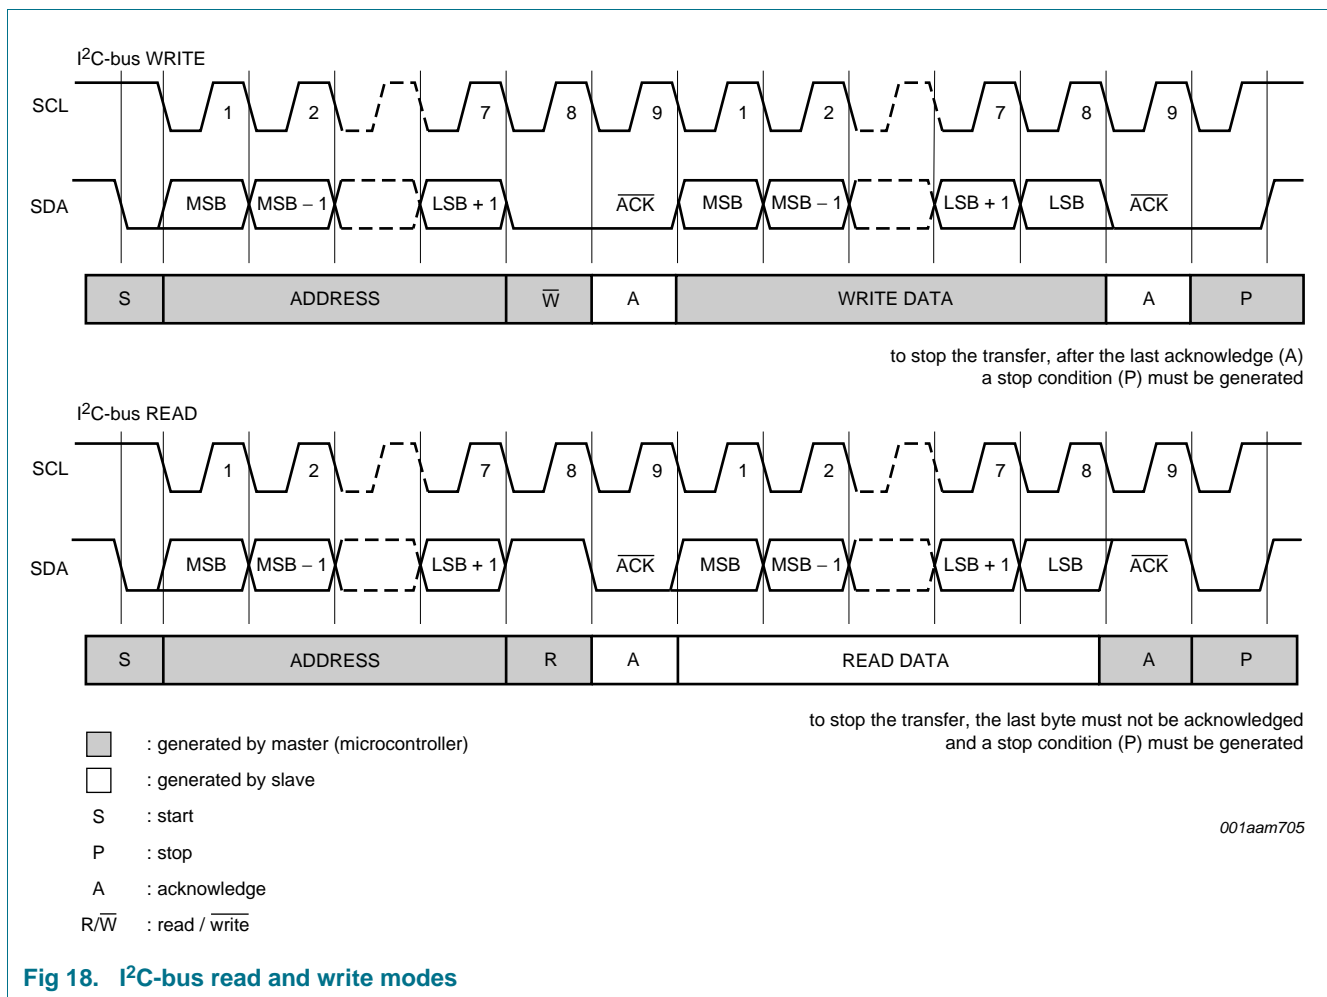 I²C-bus WRITE
SCL 1 2 7 8 9 1 2 7 8 9
SDA MSB MSB − 1 LSB + 1 A̅C̅K̅ MSB MSB − 1 LSB + 1 LSB A̅C̅K̅
S ADDRESS W̅ A WRITE DATA A P
to stop the transfer, after the last acknowledge (A)
a stop condition (P) must be generated
I²C-bus READ
SCL 1 2 7 8 9 1 2 7 8 9
SDA MSB MSB − 1 LSB + 1 A̅C̅K̅ MSB MSB − 1 LSB + 1 LSB A̅C̅K̅
S ADDRESS R A READ DATA A P
to stop the transfer, the last byte must not be acknowledged
and a stop condition (P) must be generated
: generated by master (microcontroller)
: generated by slave
S : start
P : stop
A : acknowledge
R/W̅ : read / w̅r̅i̅t̅e̅
001aam705
Fig 18. I²C-bus read and write modes